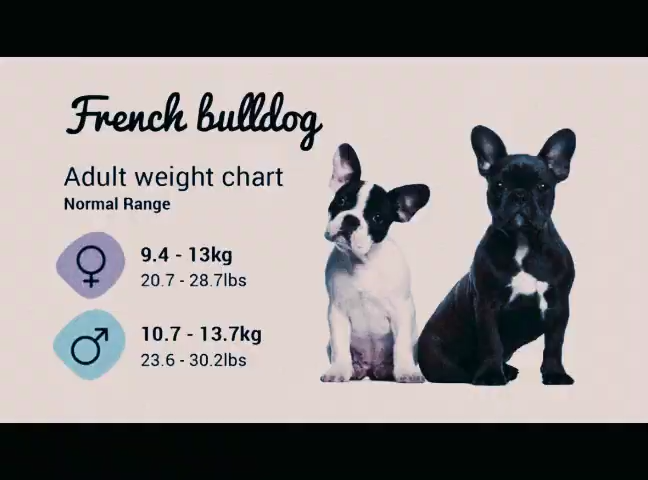 French bulldog
Adult weight chart
Normal Range
9.4 - 13kg
20.7 - 28.7lbs
10.7 - 13.7kg
23.6 - 30.2lbs